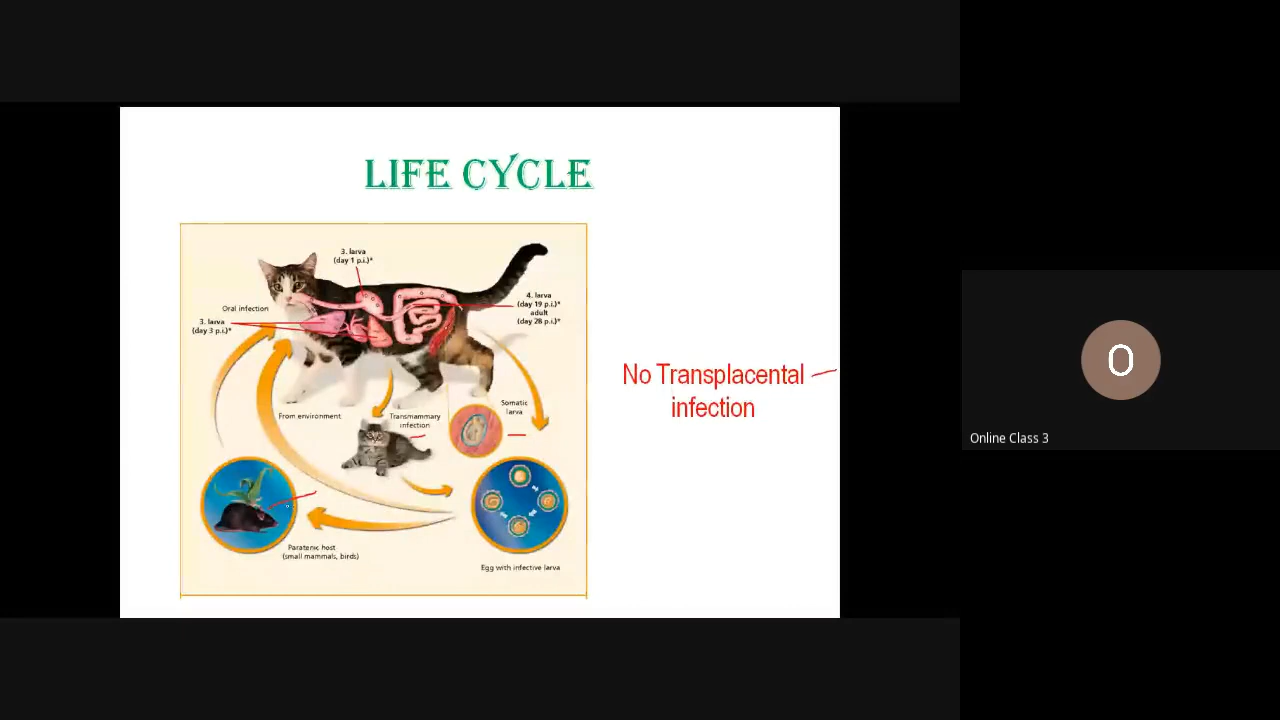 LIFE CYCLE
3. larva
(day 1 p.i.)*
Oral infection
3. larva
(day 3 p.i.)*
4. larva
(day 19 p.i.)*
adult
(day 28 p.i.)*
No Transplacental
infection
From environment
Transmammary
infection
Somatic
larva
Paratenic host
(small mammals, birds)
Egg with infective larva
O
Online Class 3